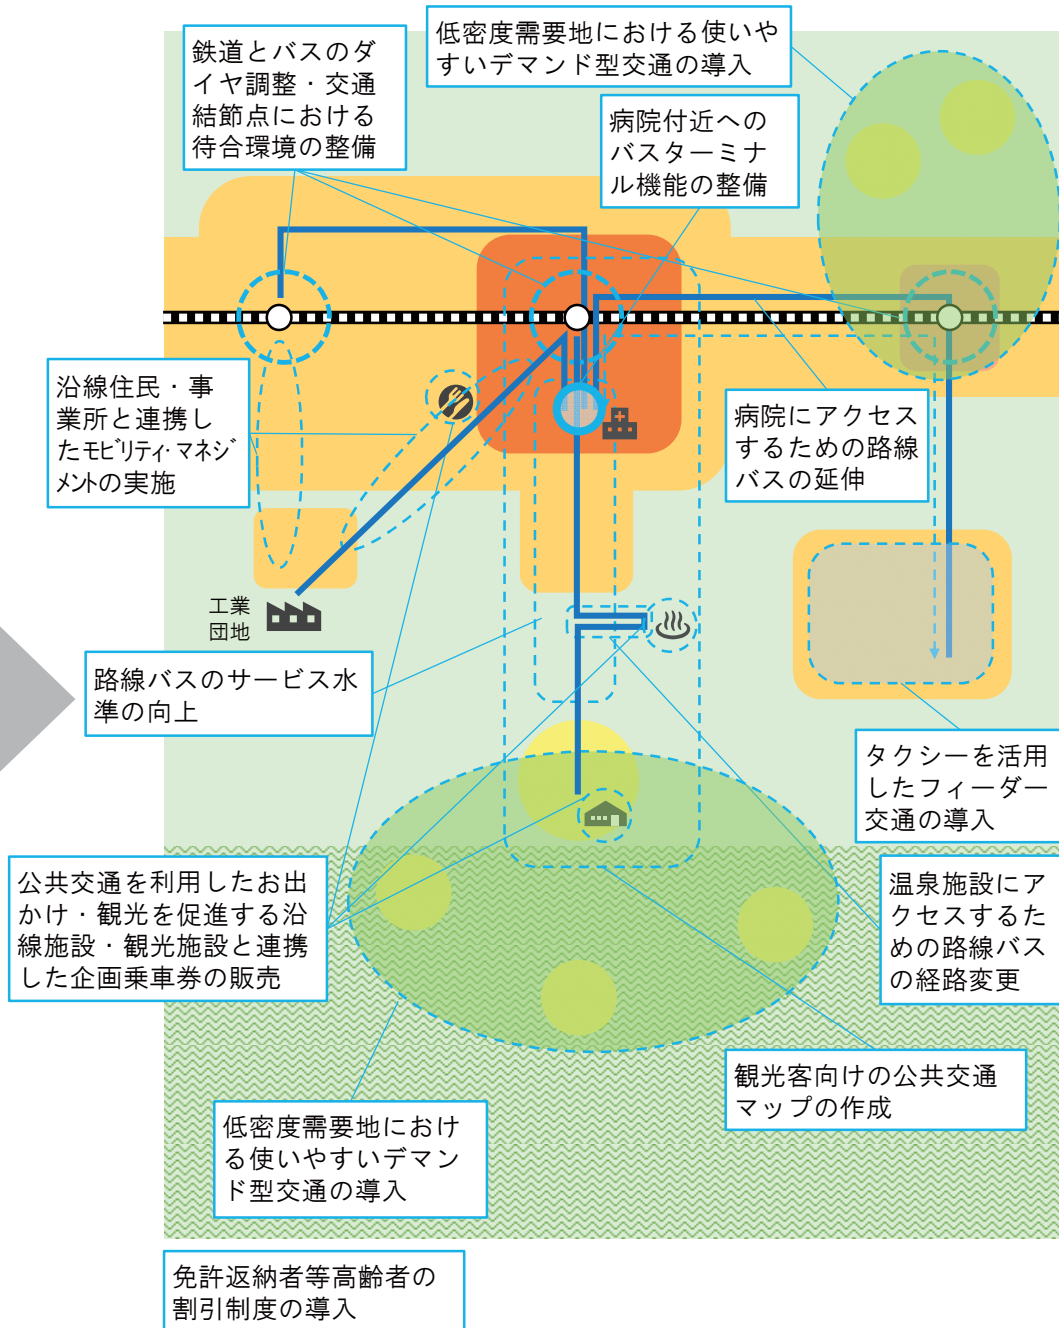 低密度需要地における使いや
すいデマンド型交通の導入
鉄道とバスのダ
イヤ調整・交通
結節点における
待合環境の整備
病院付近への
バスターミナ
ル機能の整備
沿線住民・事
業所と連携し
たモビリティ・マネジ
メントの実施
病院にアクセス
するための路線
バスの延伸
工業
団地
路線バスのサービス水
準の向上
タクシーを活用
したフィーダー
交通の導入
公共交通を利用したお出
かけ・観光を促進する沿
線施設・観光施設と連携
した企画乗車券の販売
温泉施設にア
クセスするた
めの路線バス
の経路変更
観光客向けの公共交通
マップの作成
低密度需要地におけ
る使いやすいデマン
ド型交通の導入
免許返納者等高齢者の
割引制度の導入